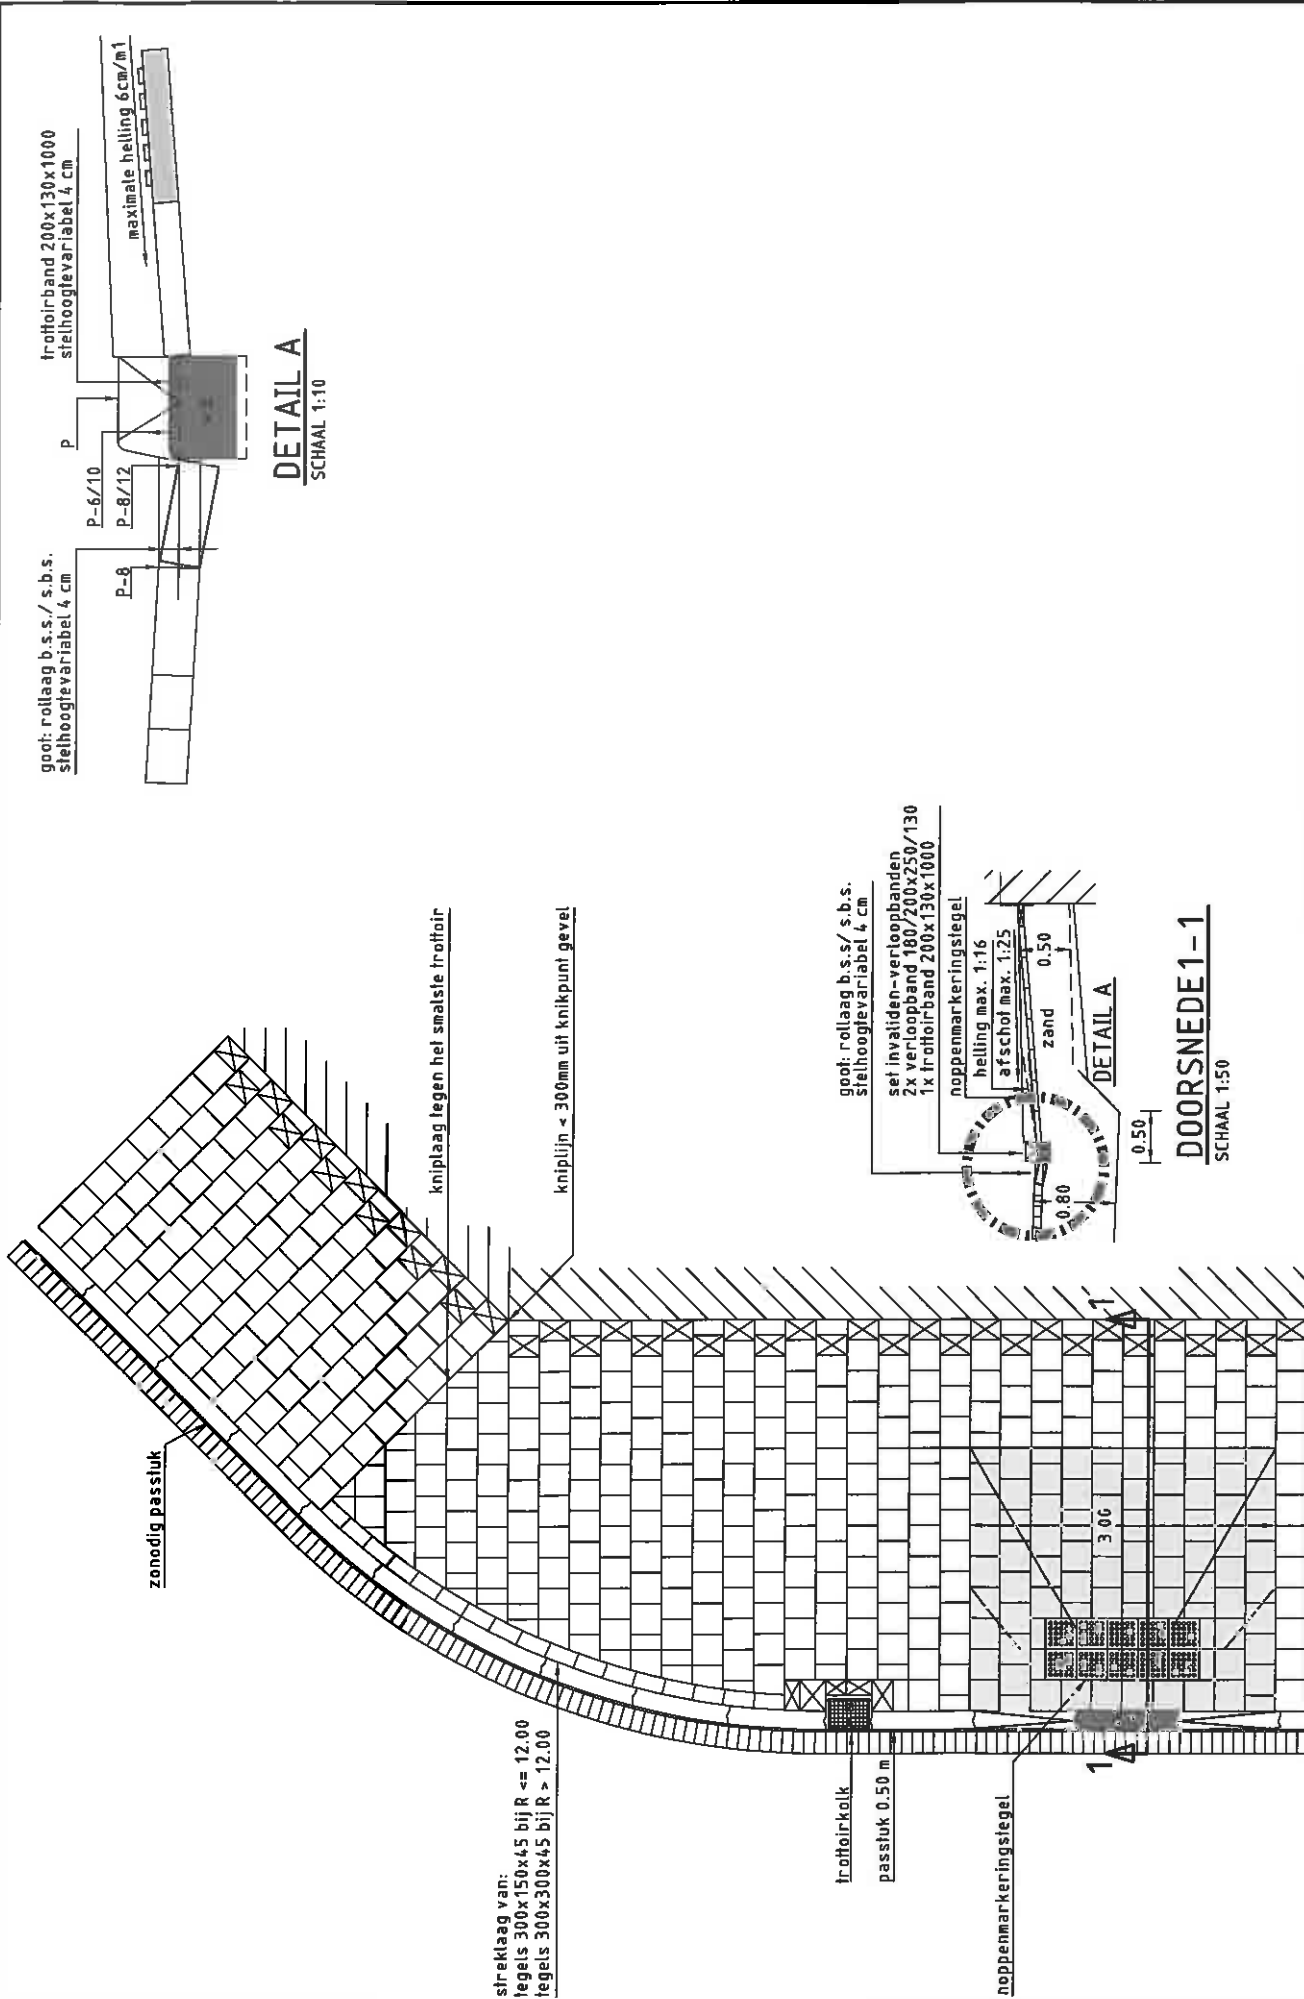 goot: rollaag b.s.s./ s.b.s.
stelhoogtevariabel 4 cm
P-8
P-6/10
P-8/12
P
trottoirband 200x130x1000
stelhoogtevariabel 4 cm
maximale helling 6cm/m1
DETAIL A
SCHAAL 1:10
zonodig passtuk
kniplaag tegen het smalste trottoir
kniplijn < 300mm uit knikpunt gevel
streklaag van:
tegels 300x150x45 bij R <= 12.00
tegels 300x300x45 bij R > 12.00
trottoirkolk
passtuk 0.50 m
noppenmarkeringstegel
3.00
1
1
goot: rollaag b.s.s/ s.b.s.
stelhoogtevariabel 4 cm
set invaliden-verloopbanden
2x verloopband 180/200x250/130
1x trottoirband 200x130x1000
noppenmarkeringstegel
helling max. 1:16
afschot max. 1:25
0.50
zand
0.80
0.50
DETAIL A
DOORSNEDE1-1
SCHAAL 1:50